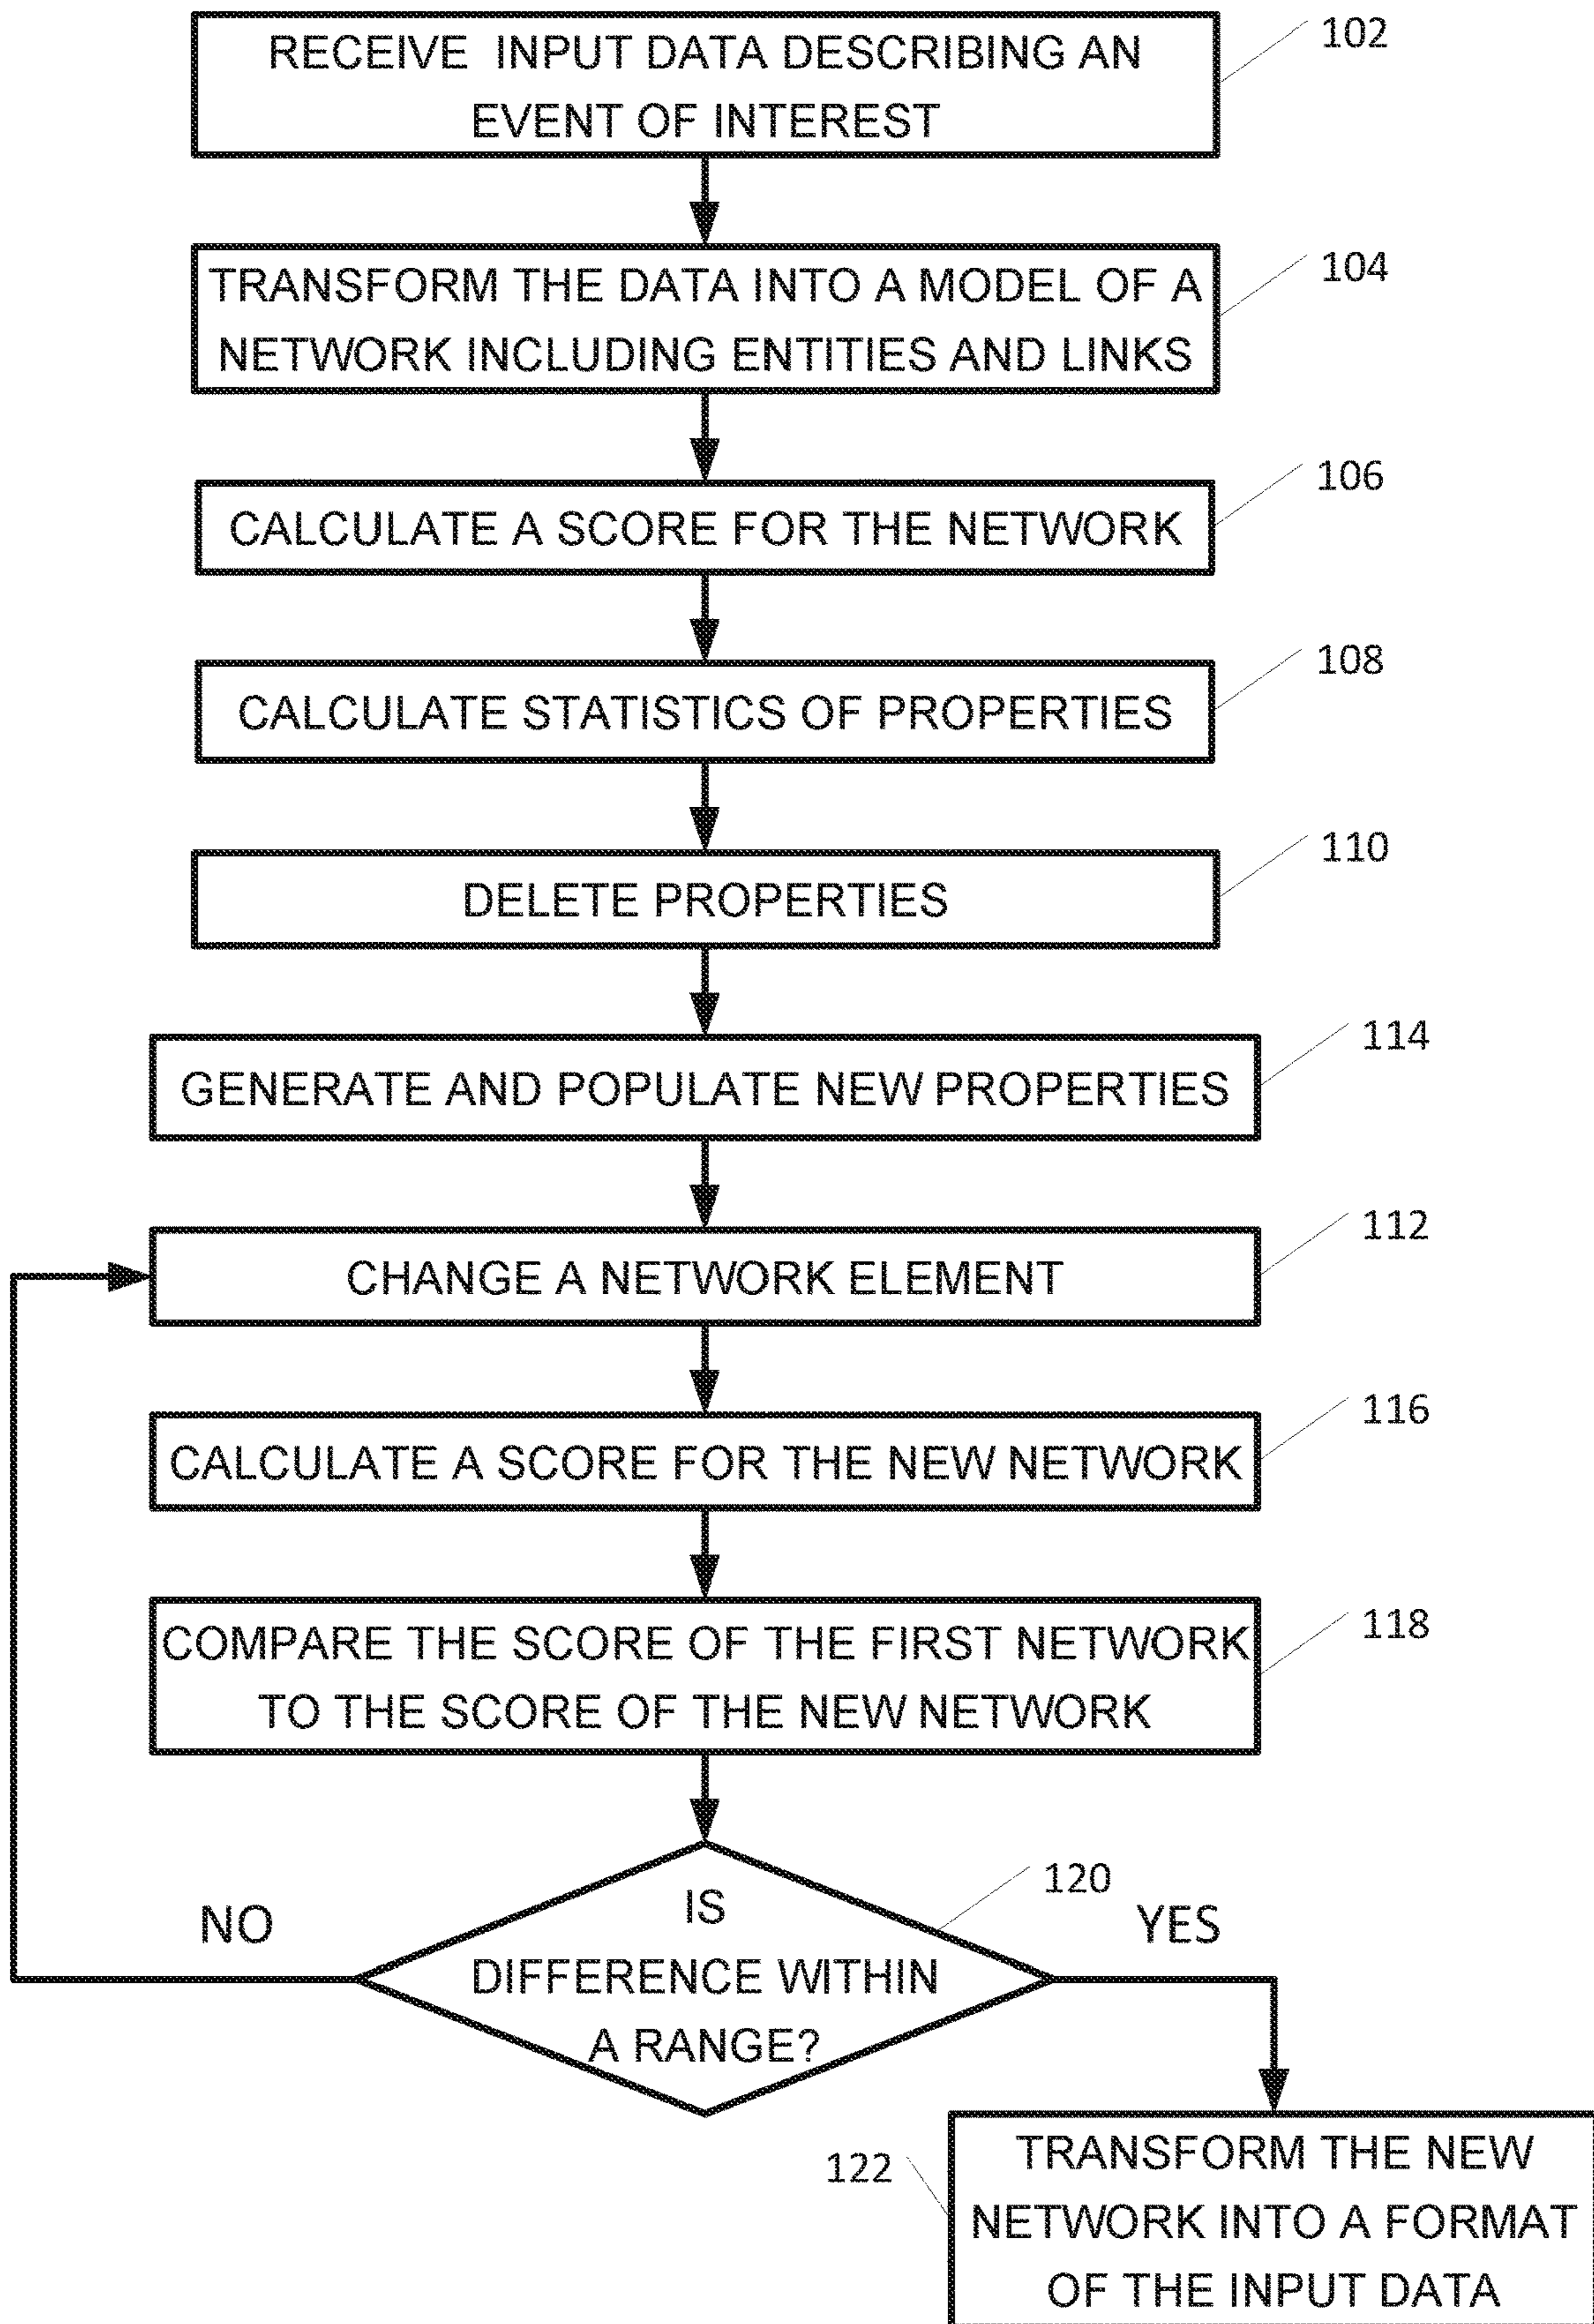 RECEIVE INPUT DATA DESCRIBING AN
EVENT OF INTEREST
102
TRANSFORM THE DATA INTO A MODEL OF A
NETWORK INCLUDING ENTITIES AND LINKS
104
CALCULATE A SCORE FOR THE NETWORK
106
CALCULATE STATISTICS OF PROPERTIES
108
DELETE PROPERTIES
110
GENERATE AND POPULATE NEW PROPERTIES
114
CHANGE A NETWORK ELEMENT
112
CALCULATE A SCORE FOR THE NEW NETWORK
116
COMPARE THE SCORE OF THE FIRST NETWORK
TO THE SCORE OF THE NEW NETWORK
118
IS
DIFFERENCE WITHIN
A RANGE?
120
NO
YES
TRANSFORM THE NEW
NETWORK INTO A FORMAT
OF THE INPUT DATA
122